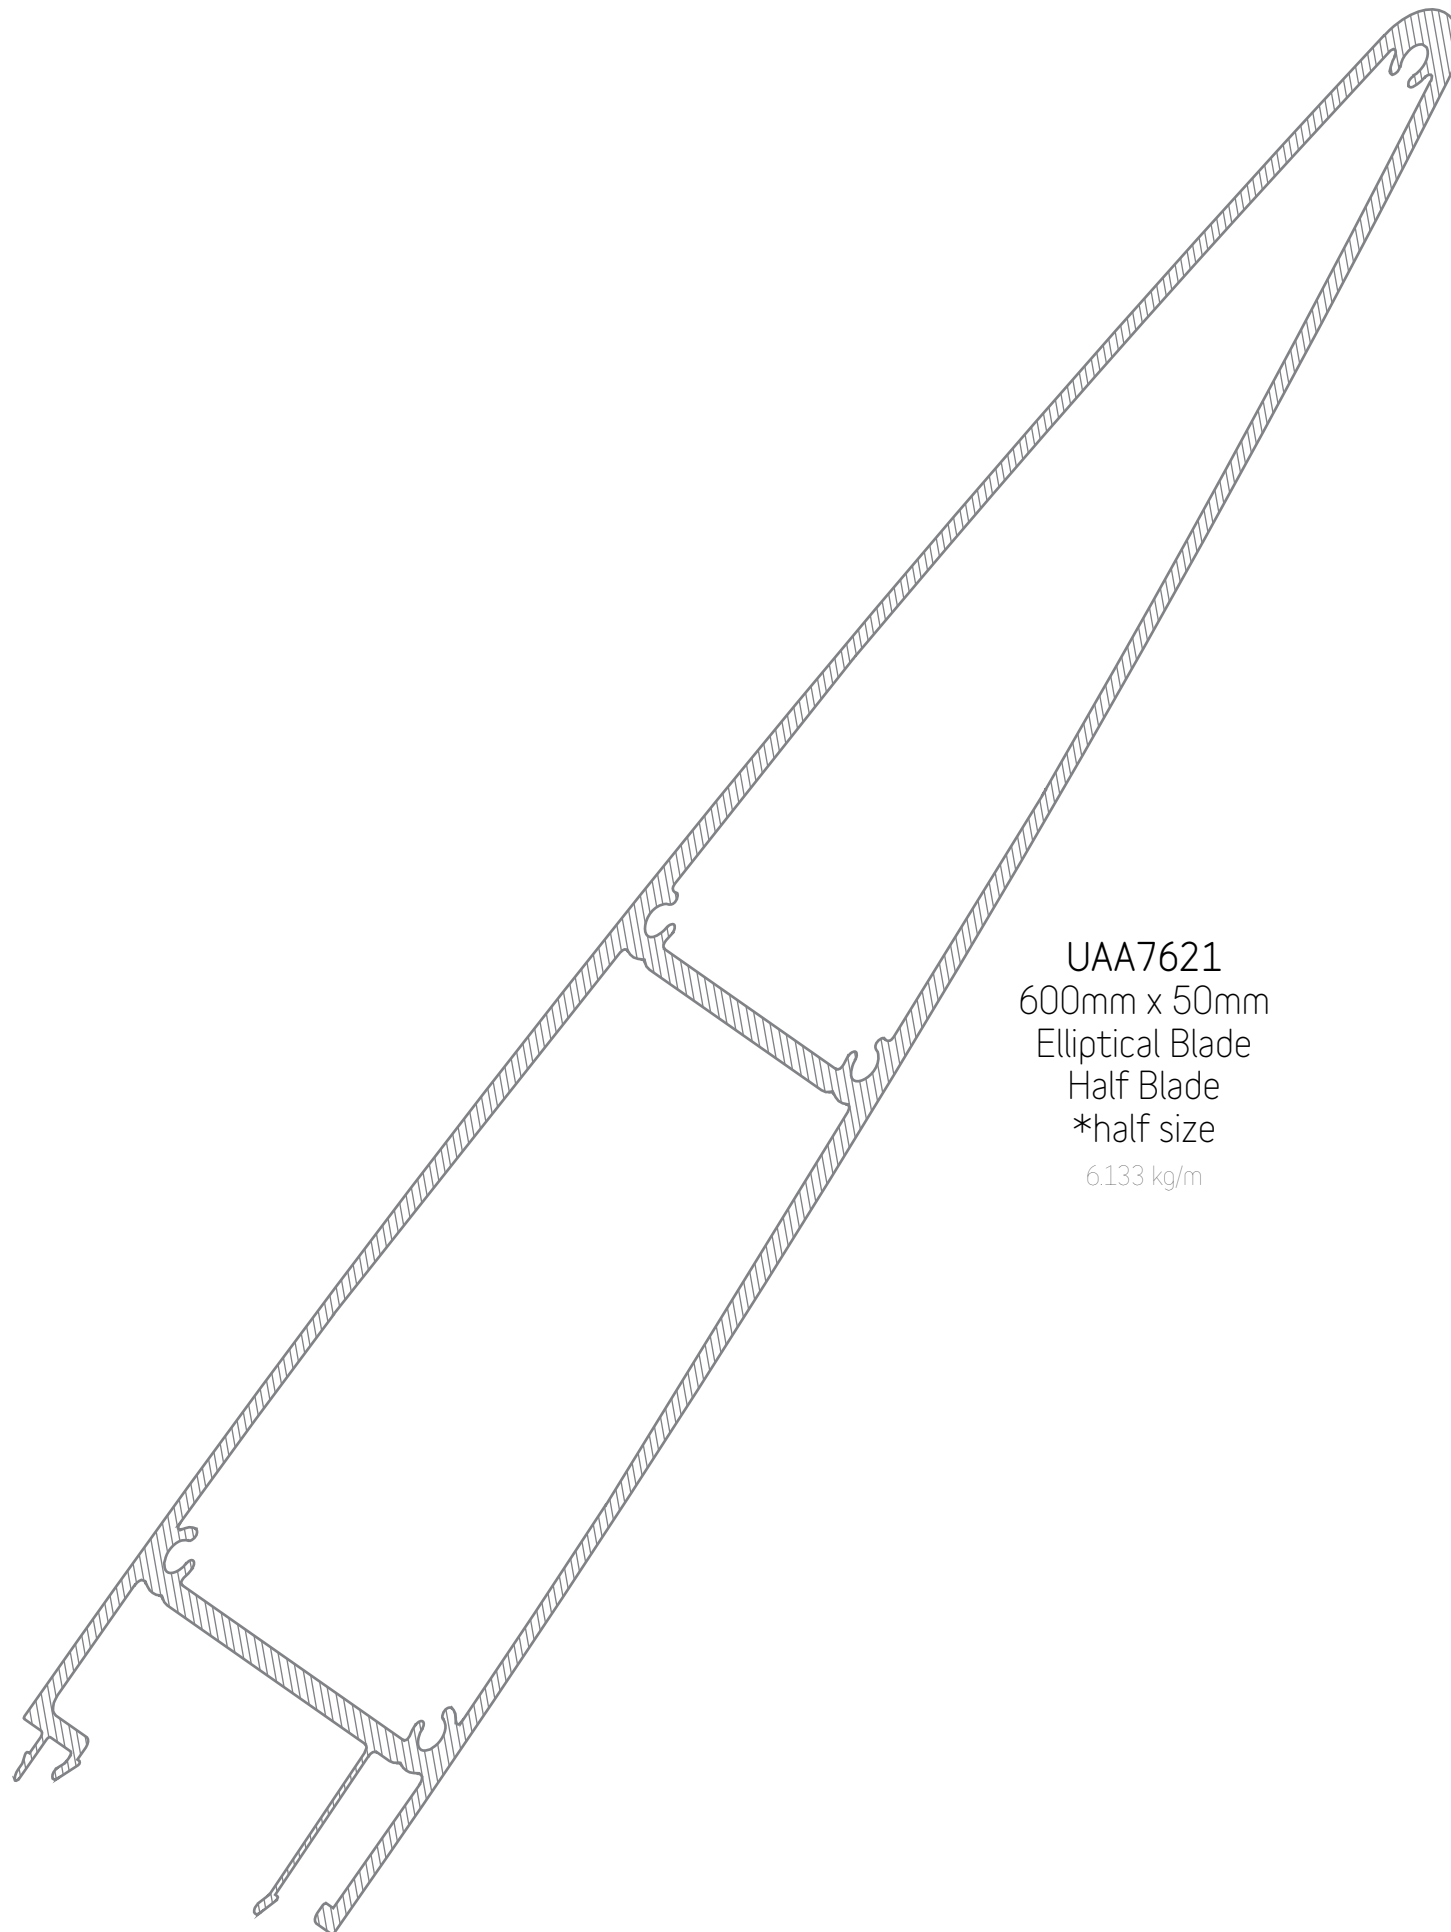 UAA7621
600mm x 50mm
Elliptical Blade
Half Blade
*half size
6.133 kg/m